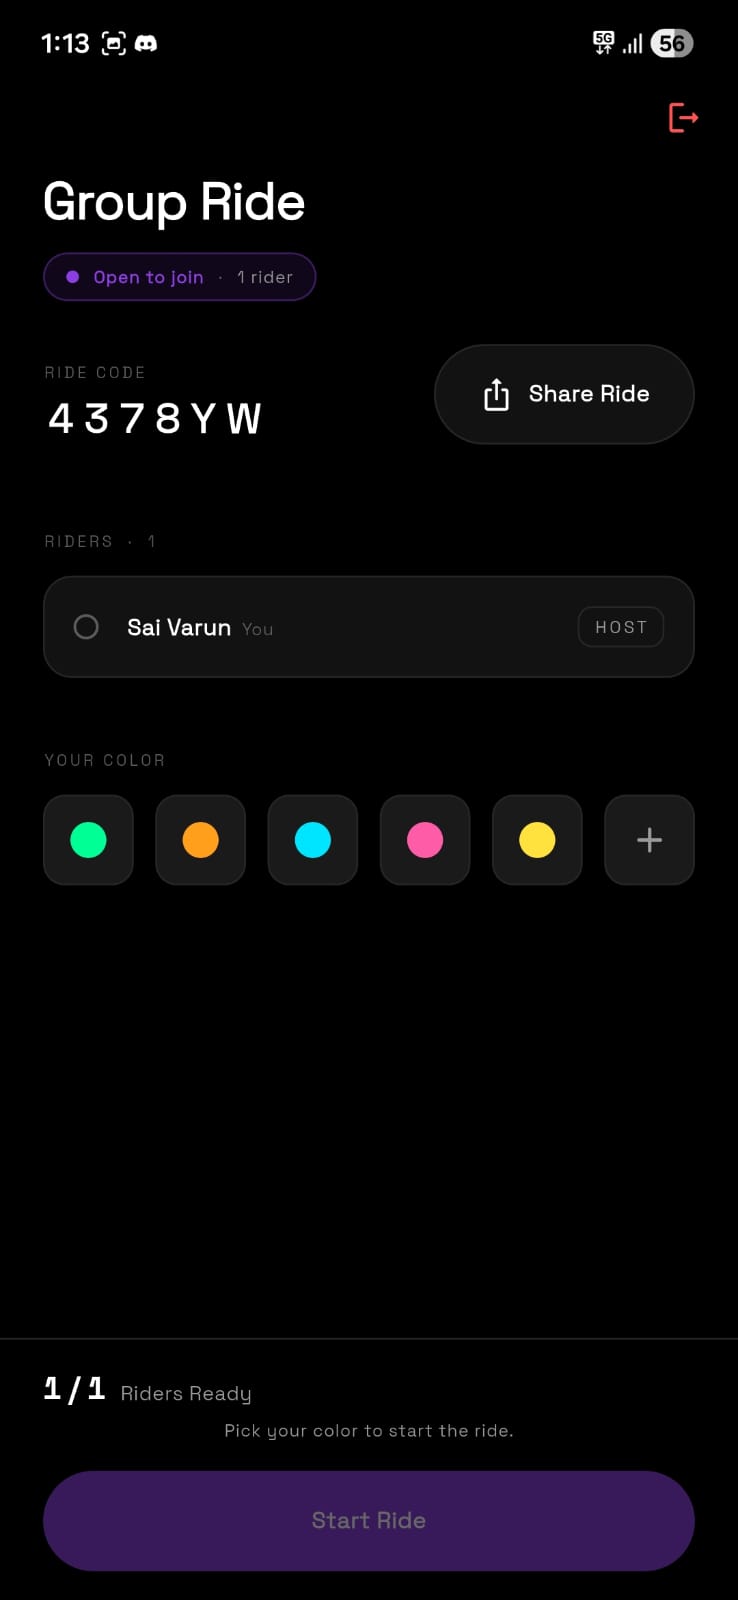 1:13 5G 56
Group Ride
Open to join · 1 rider
RIDE CODE
4378YW
Share Ride
RIDERS · 1
Sai Varun You HOST
YOUR COLOR
1/1 Riders Ready
Pick your color to start the ride.
Start Ride